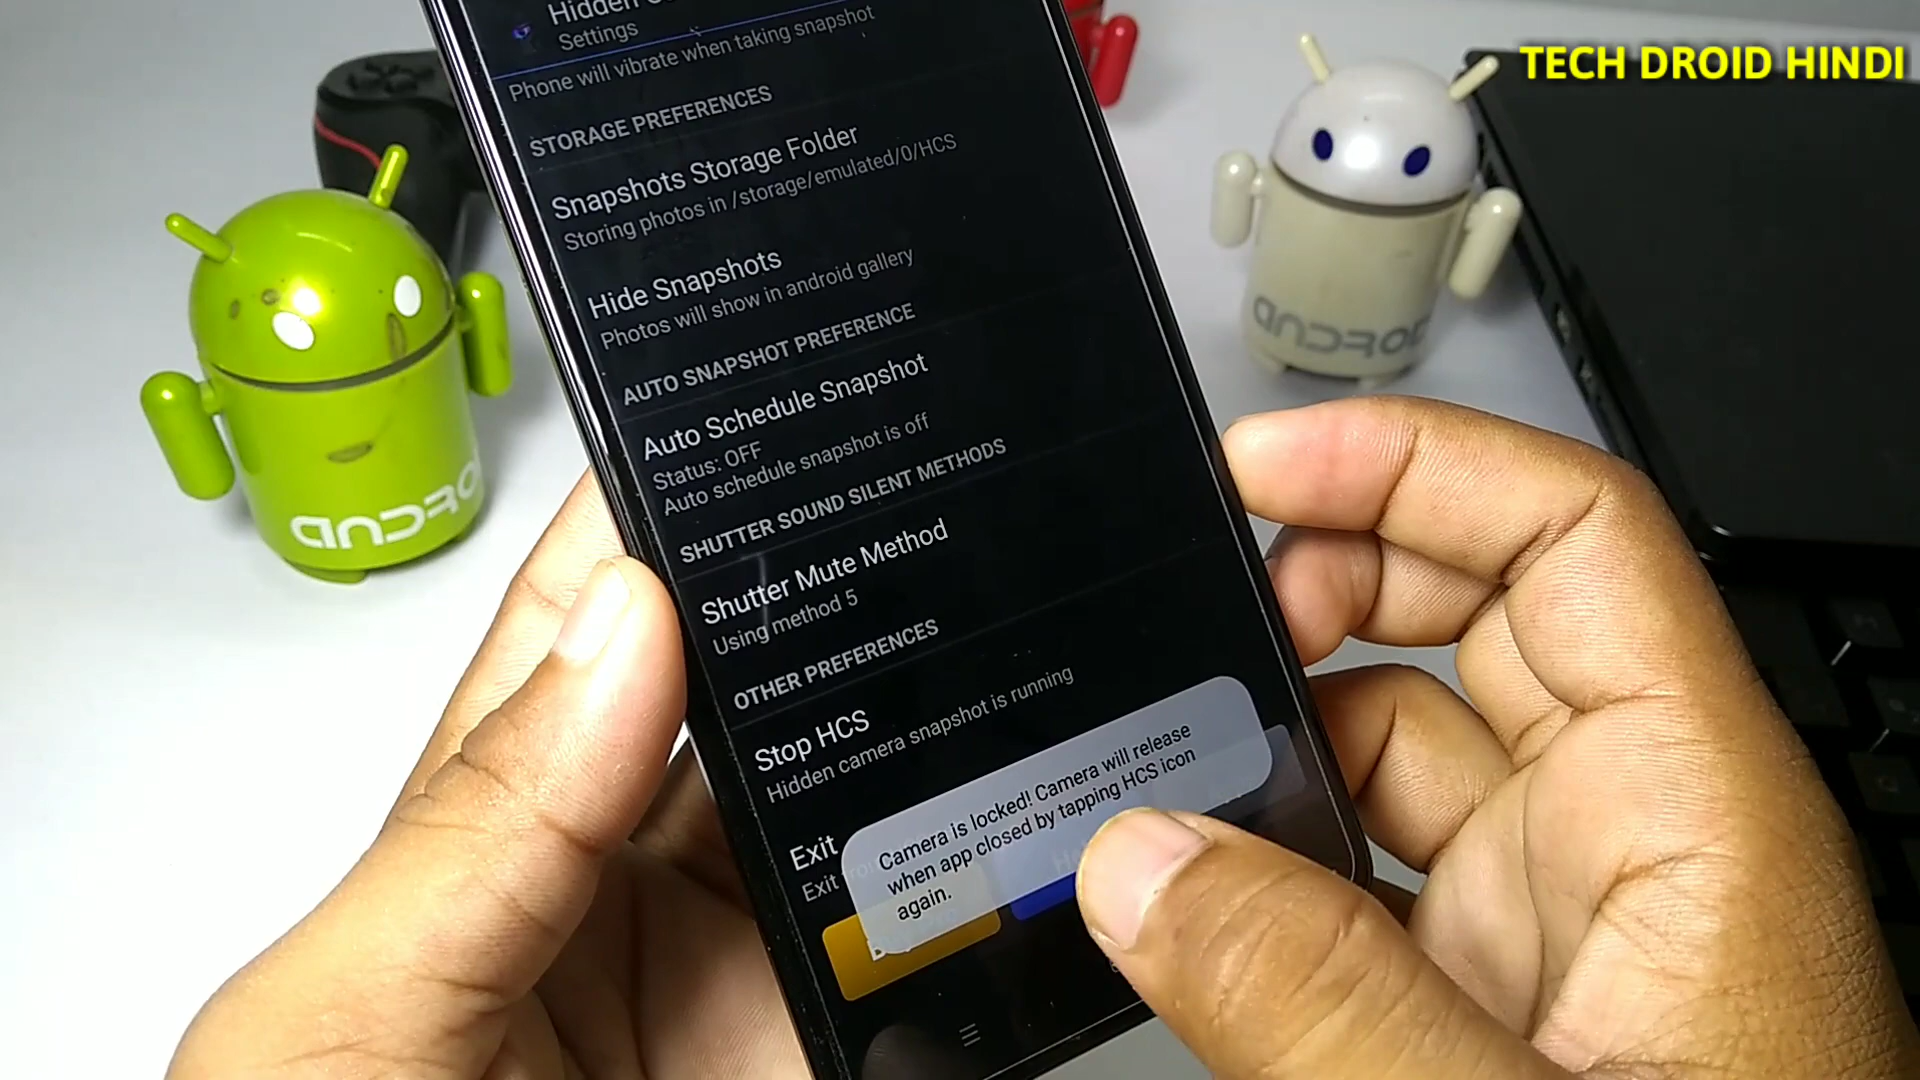 TECH DROID HINDI
Hidden
Settings
Phone will vibrate when taking snapshot
STORAGE PREFERENCES
Snapshots Storage Folder
Storing photos in /storage/emulated/0/HCS
Hide Snapshots
Photos will show in android gallery
AUTO SNAPSHOT PREFERENCE
Auto Schedule Snapshot
Status: OFF
Auto schedule snapshot is off
SHUTTER SOUND SILENT METHODS
Shutter Mute Method
Using method 5
OTHER PREFERENCES
Stop HCS
Hidden camera snapshot is running
Exit
Exit
Camera is locked! Camera will release
when app closed by tapping HCS icon
again.